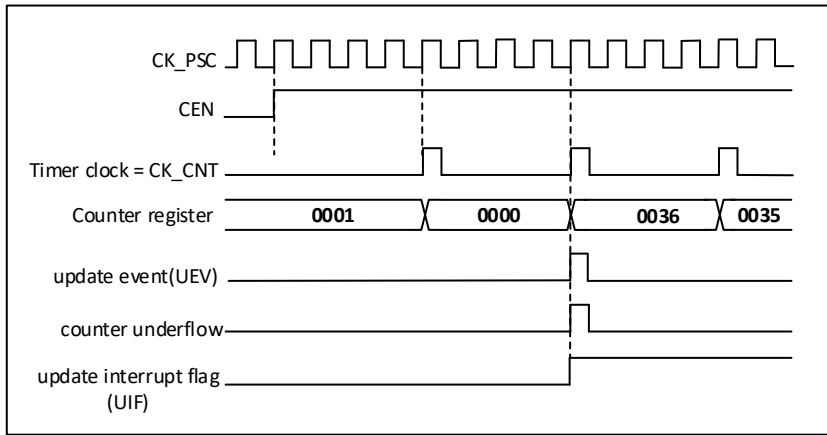 CK_PSC
CEN
Timer clock = CK_CNT
Counter register 0001 0000 0036 0035
update event(UEV)
counter underflow
update interrupt flag
(UIF)